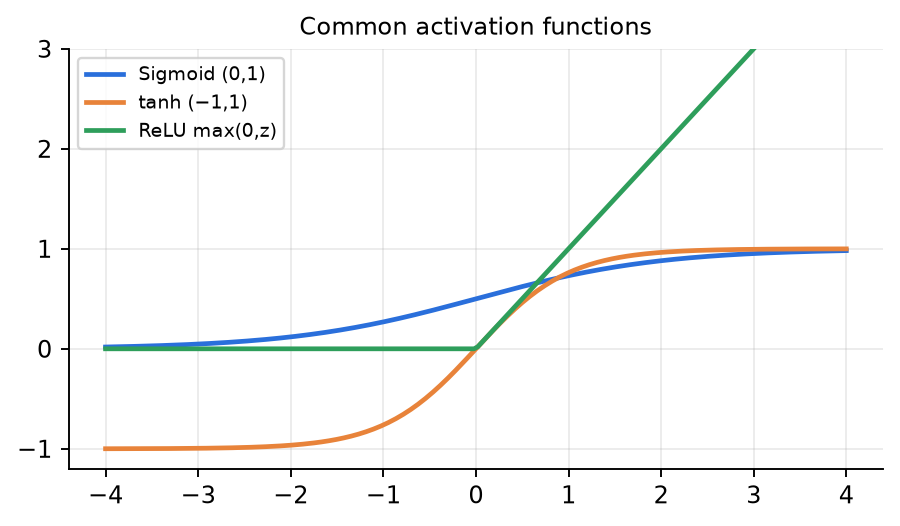 Common activation functions
3
Sigmoid (0,1)
tanh (−1,1)
ReLU max(0,z)
2
1
0
−1
−4 −3 −2 −1 0 1 2 3 4